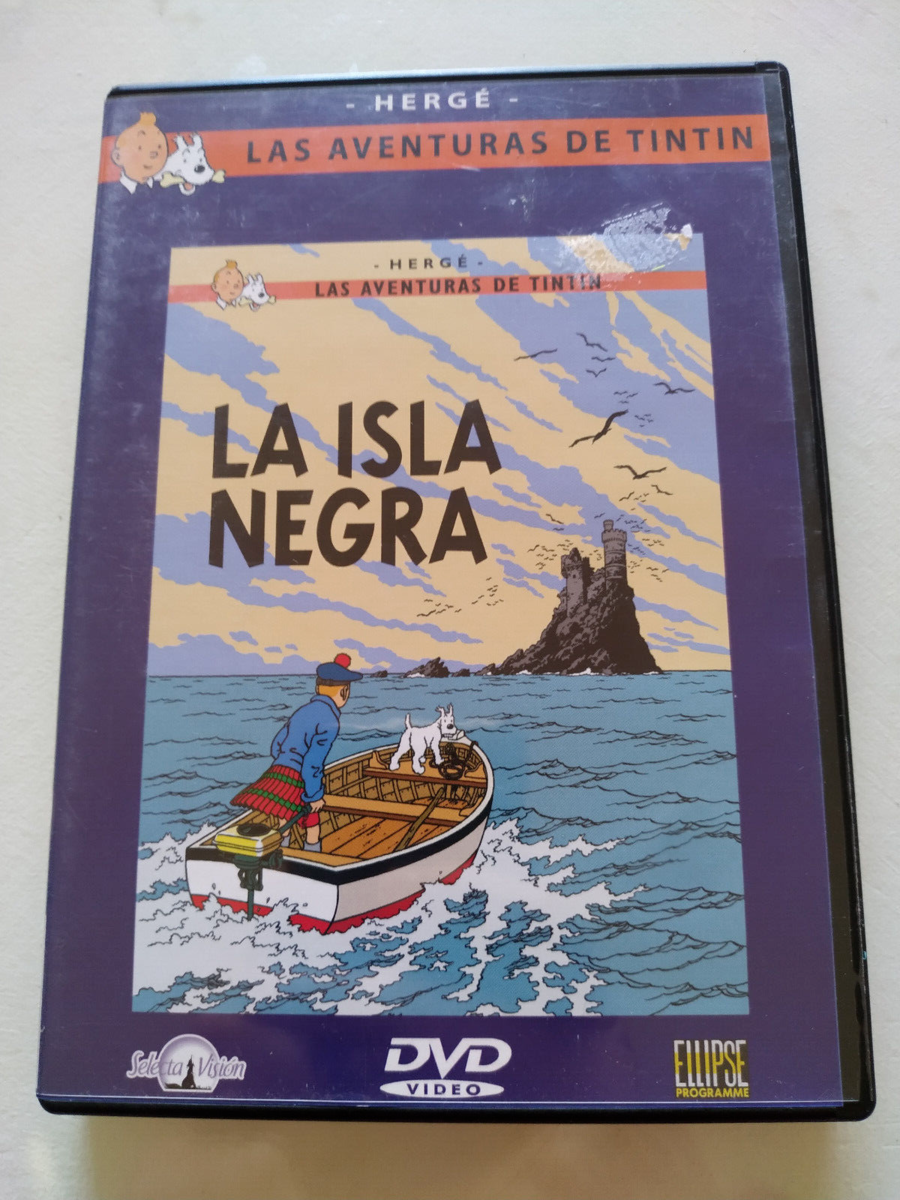 - HERGÉ -
LAS AVENTURAS DE TINTIN
- HERGÉ -
LAS AVENTURAS DE TINTIN
LA ISLA
NEGRA
Selecta Visión
DVD
VIDEO
ELLIPSE
PROGRAMME